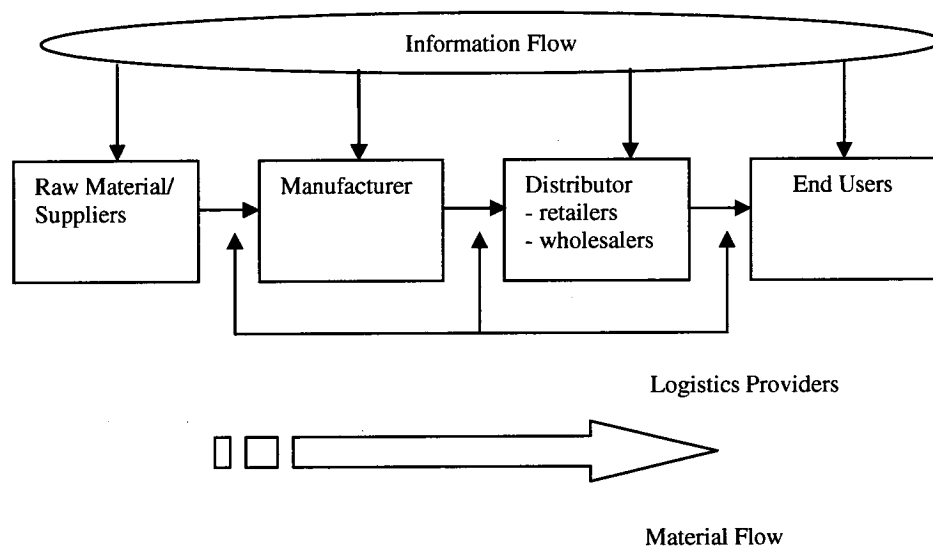 Information Flow
Raw Material/
Suppliers
Manufacturer
Distributor
- retailers
- wholesalers
End Users
Logistics Providers
Material Flow